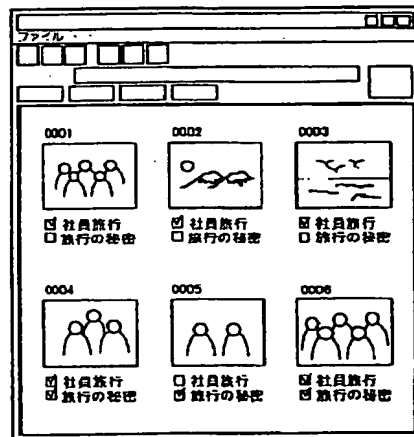 ファイル・・・
0001
0002
0003
☑ 社員旅行
☐ 旅行の秘密
☑ 社員旅行
☐ 旅行の秘密
☑ 社員旅行
☐ 旅行の秘密
0004
0005
0006
☑ 社員旅行
☑ 旅行の秘密
☐ 社員旅行
☑ 旅行の秘密
☑ 社員旅行
☑ 旅行の秘密